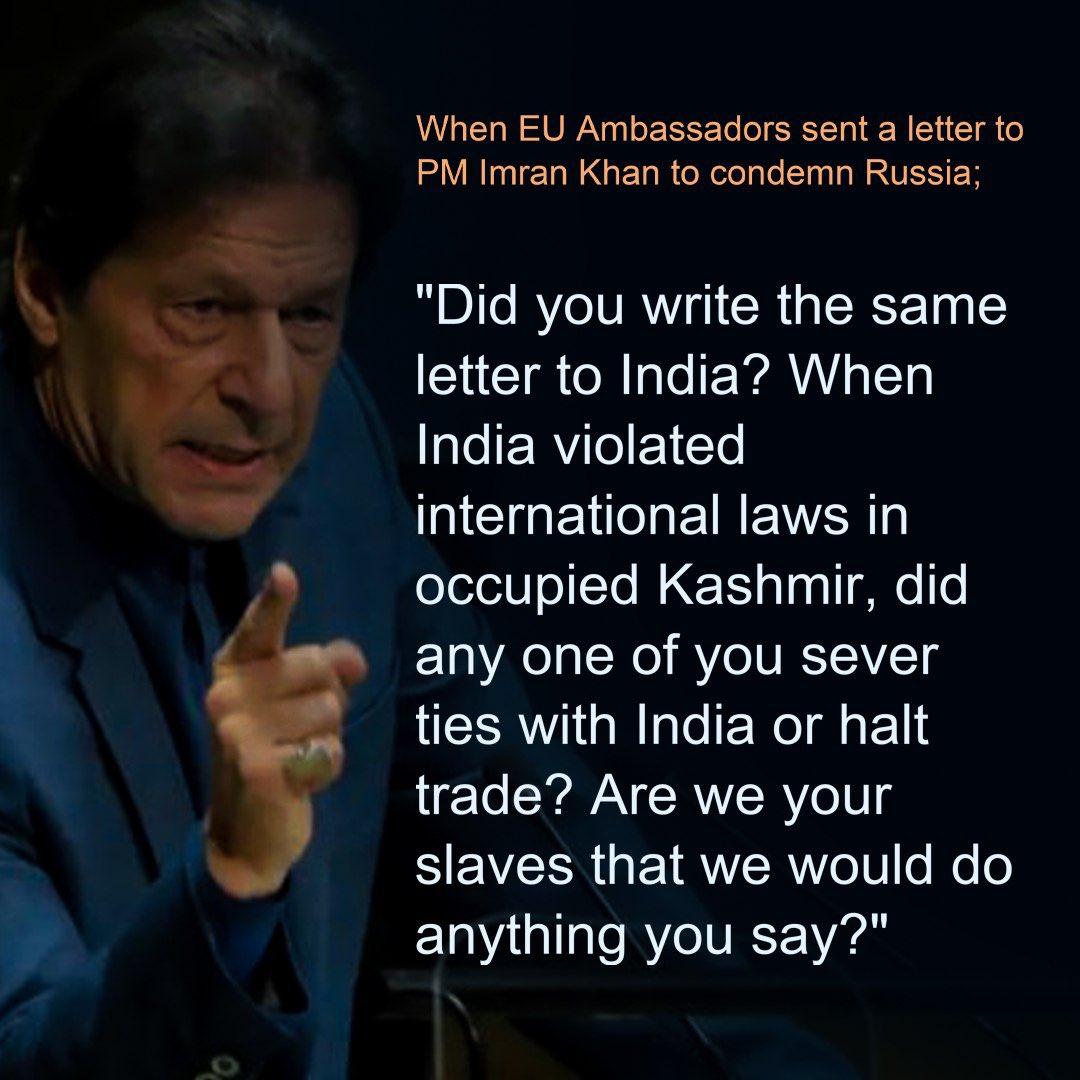 When EU Ambassadors sent a letter to
PM Imran Khan to condemn Russia;
"Did you write the same
letter to India? When
India violated
international laws in
occupied Kashmir, did
any one of you sever
ties with India or halt
trade? Are we your
slaves that we would do
anything you say?"